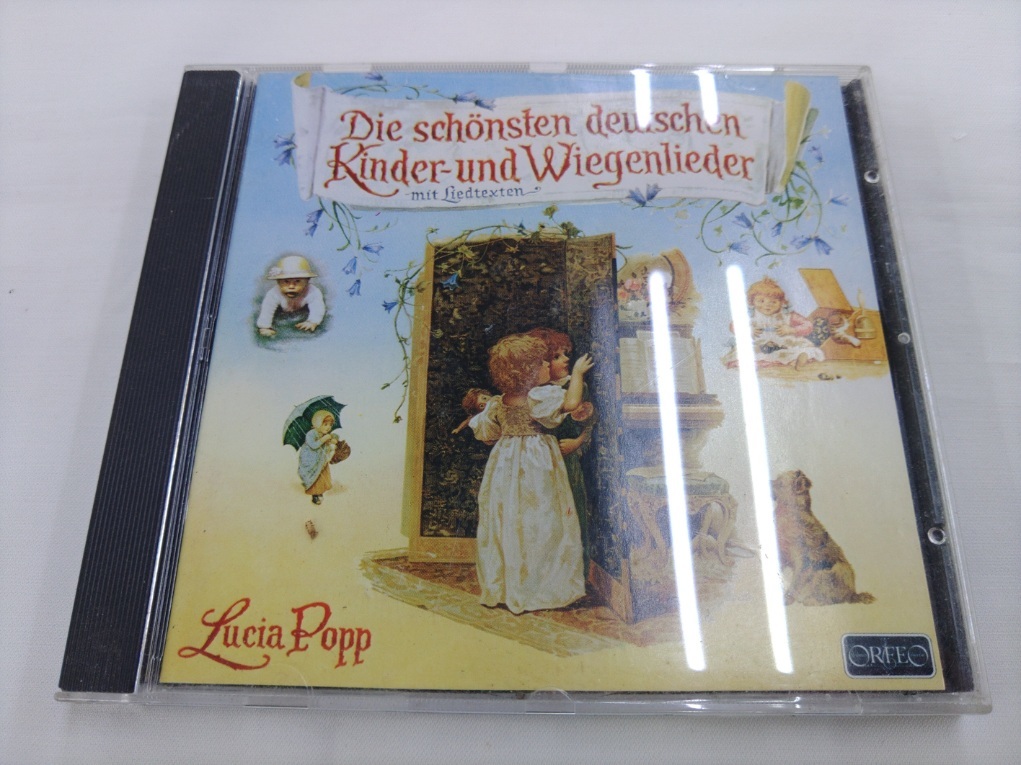 Die schönsten deutschen
Kinder- und Wiegenlieder
mit Liedtexten
Lucia Popp
ORFEO